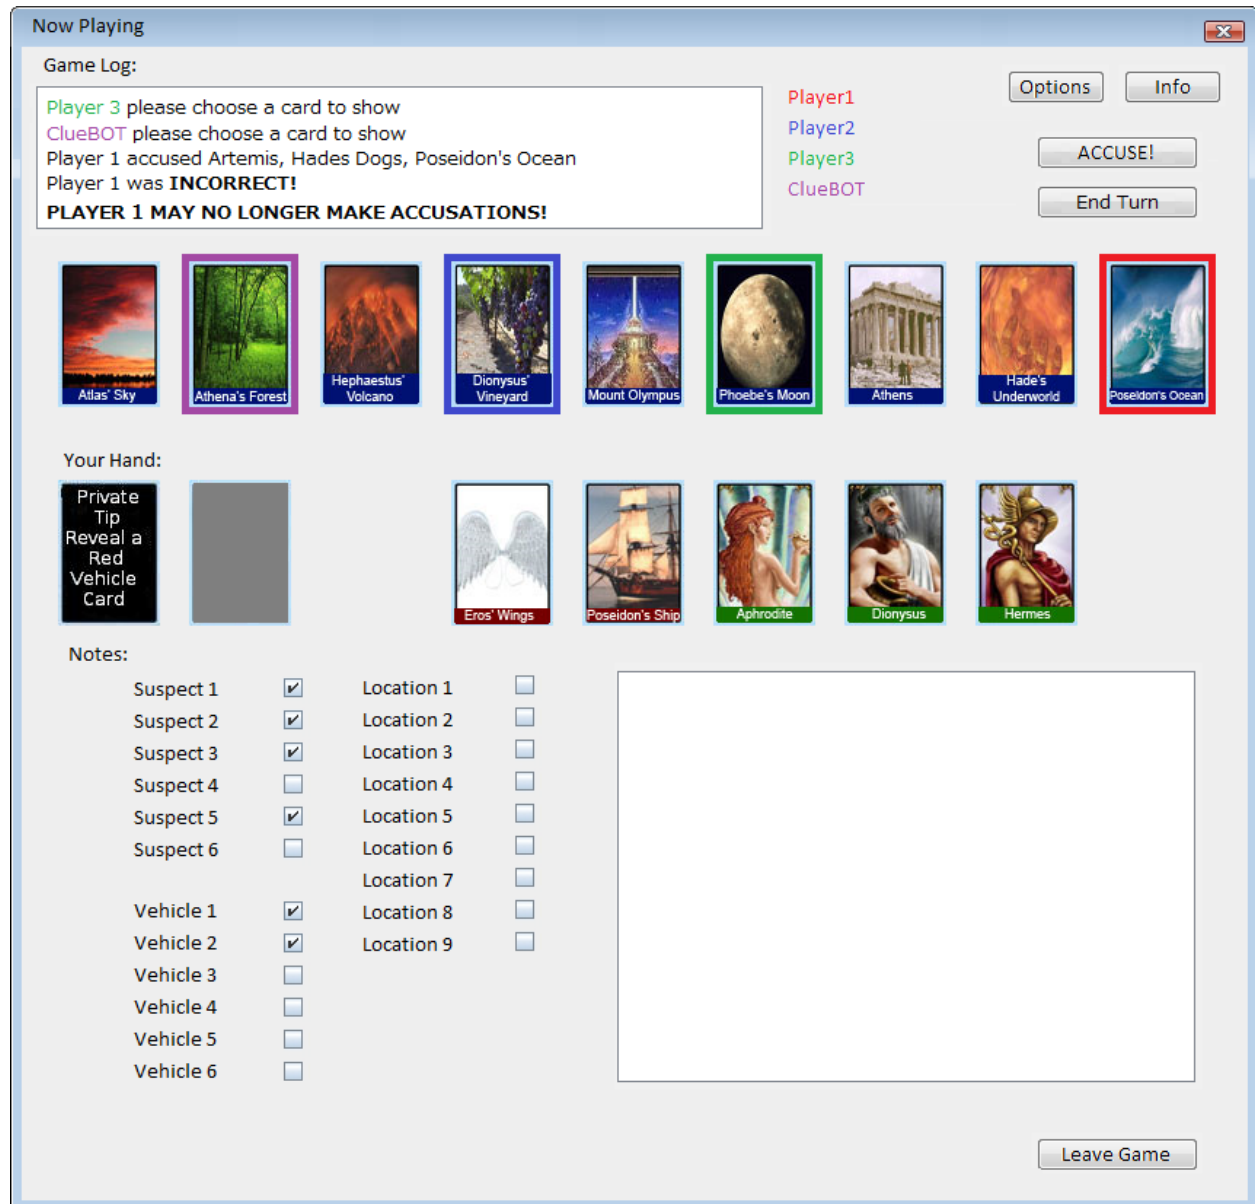 Now Playing
Game Log:
Player 3 please choose a card to show
ClueBOT please choose a card to show
Player 1 accused Artemis, Hades Dogs, Poseidon's Ocean
Player 1 was INCORRECT!
PLAYER 1 MAY NO LONGER MAKE ACCUSATIONS!
Player1
Player2
Player3
ClueBOT
Options
Info
ACCUSE!
End Turn
Atlas' Sky
Athena's Forest
Hephaestus'
Volcano
Dionysus'
Vineyard
Mount Olympus
Phoebe's Moon
Athens
Hade's
Underworld
Poseidon's Ocean
Your Hand:
Private
Tip
Reveal a
Red
Vehicle
Card
Eros' Wings
Poseidon's Ship
Aphrodite
Dionysus
Hermes
Notes:
Suspect 1
Suspect 2
Suspect 3
Suspect 4
Suspect 5
Suspect 6
Vehicle 1
Vehicle 2
Vehicle 3
Vehicle 4
Vehicle 5
Vehicle 6
Location 1
Location 2
Location 3
Location 4
Location 5
Location 6
Location 7
Location 8
Location 9
Leave Game